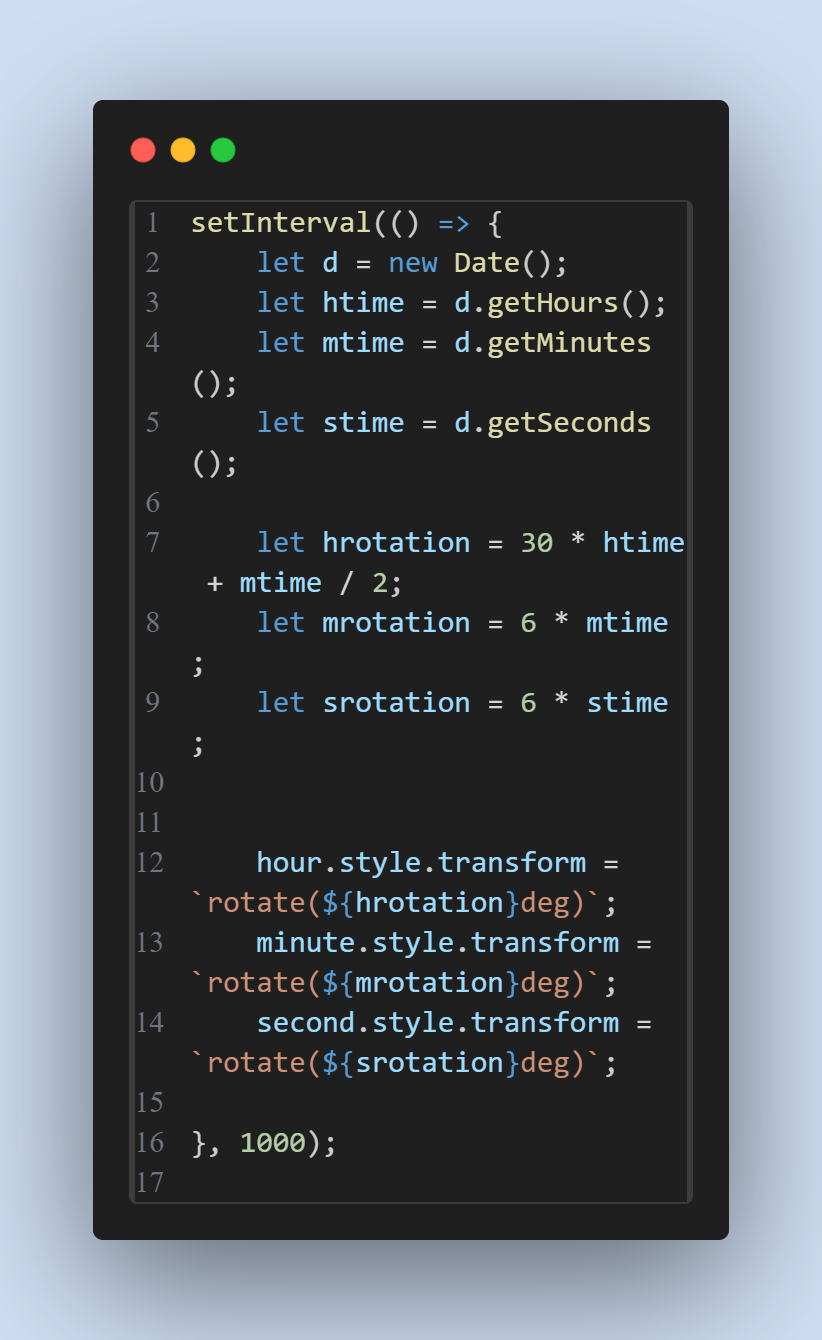 1 setInterval(() => {
2     let d = new Date();
3     let htime = d.getHours();
4     let mtime = d.getMinutes
();
5     let stime = d.getSeconds
();
6
7     let hrotation = 30 * htime
 + mtime / 2;
8     let mrotation = 6 * mtime
;
9     let srotation = 6 * stime
;
10
11
12     hour.style.transform =
`rotate(${hrotation}deg)`;
13     minute.style.transform =
`rotate(${mrotation}deg)`;
14     second.style.transform =
`rotate(${srotation}deg)`;
15
16 }, 1000);
17